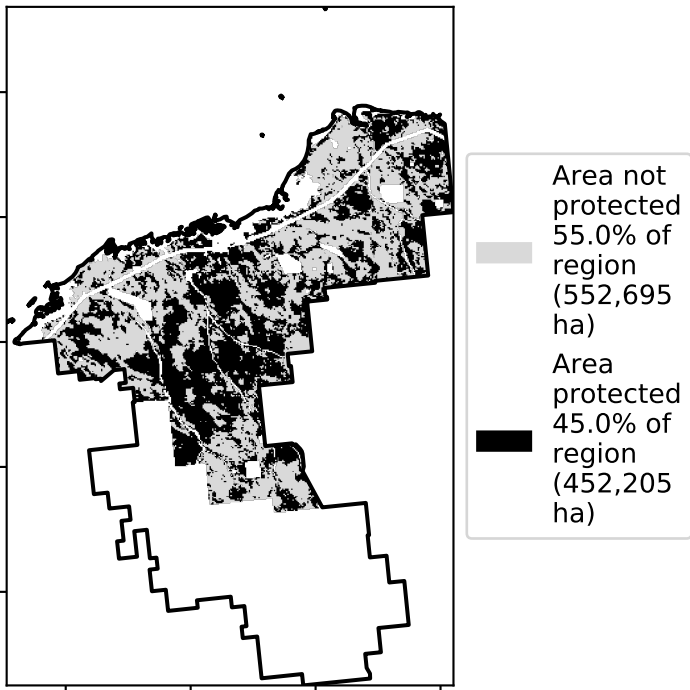 Area not
protected
55.0% of
region
(552,695
ha)
Area
protected
45.0% of
region
(452,205
ha)